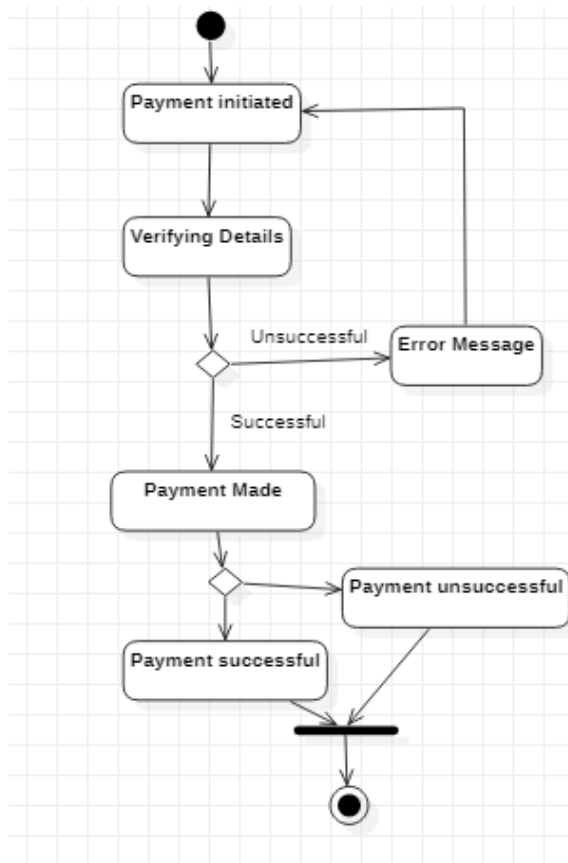 Payment initiated
Verifying Details
Unsuccessful
Error Message
Successful
Payment Made
Payment unsuccessful
Payment successful